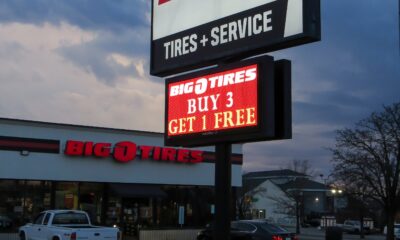 TIRES + SERVICE
BIG O TIRES
BUY 3
GET 1 FREE
BIG O TIRES